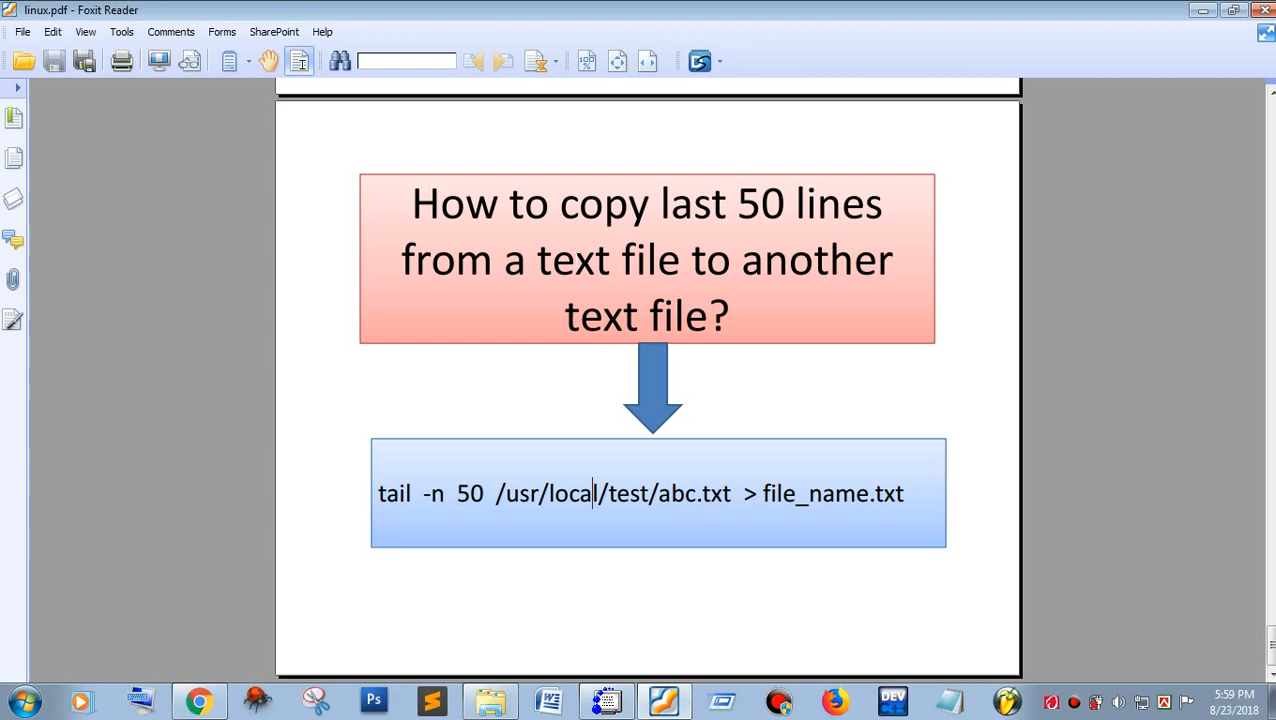 linux.pdf - Foxit Reader
File Edit View Tools Comments Forms SharePoint Help
How to copy last 50 lines
from a text file to another
text file?
tail -n 50 /usr/local/test/abc.txt > file_name.txt
Ps
W
DEV
5:59 PM
8/23/2018